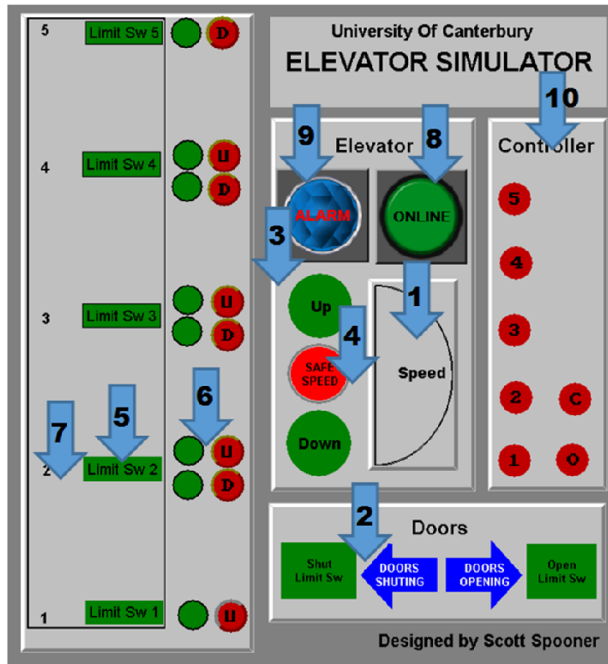 University Of Canterbury
ELEVATOR SIMULATOR
5 Limit Sw 5 D
4 Limit Sw 4 U
D
3 Limit Sw 3 U
D
7 5 6
2 Limit Sw 2 U
D
1 Limit Sw 1 U
9 8
Elevator
ALARM ONLINE
3
1
Up
4
SAFE
SPEED
Speed
Down
10
Controller
5
4
3
2 C
1 O
2
Doors
Shut
Limit Sw
DOORS
SHUTING
DOORS
OPENING
Open
Limit Sw
Designed by Scott Spooner